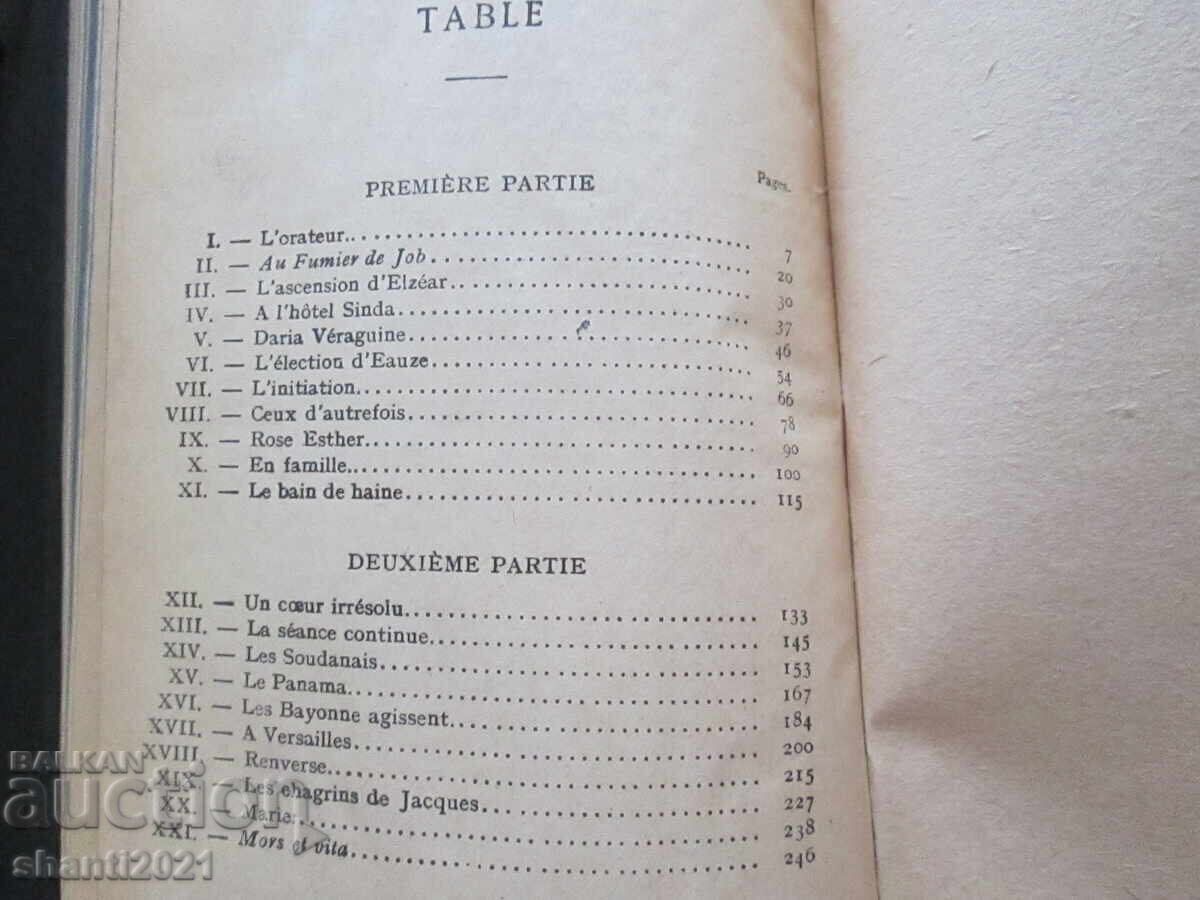 TABLE
PREMIÈRE PARTIE
Pages.
I. — L'orateur. 7
II. — Au Fumier de Job 20
III. — L'ascension d'Elzéar 30
IV. — A l'hôtel Sinda 37
V. — Daria Véraguine 46
VI. — L'élection d'Eauze 54
VII. — L'initiation 66
VIII. — Ceux d'autrefois 78
IX. — Rose Esther 90
X. — En famille. 100
XI. — Le bain de haine 115
DEUXIÈME PARTIE
XII. — Un cœur irrésolu 133
XIII. — La séance continue 145
XIV. — Les Soudanais 153
XV. — Le Panama 167
XVI. — Les Bayonne agissent 184
XVII. — A Versailles 200
XVIII. — Renverse 215
XIX. — Les ehagrins de Jacques 227
XX. — Marie 238
XXI. — Mors et vita 246
BALKAN
auction
shanti2021